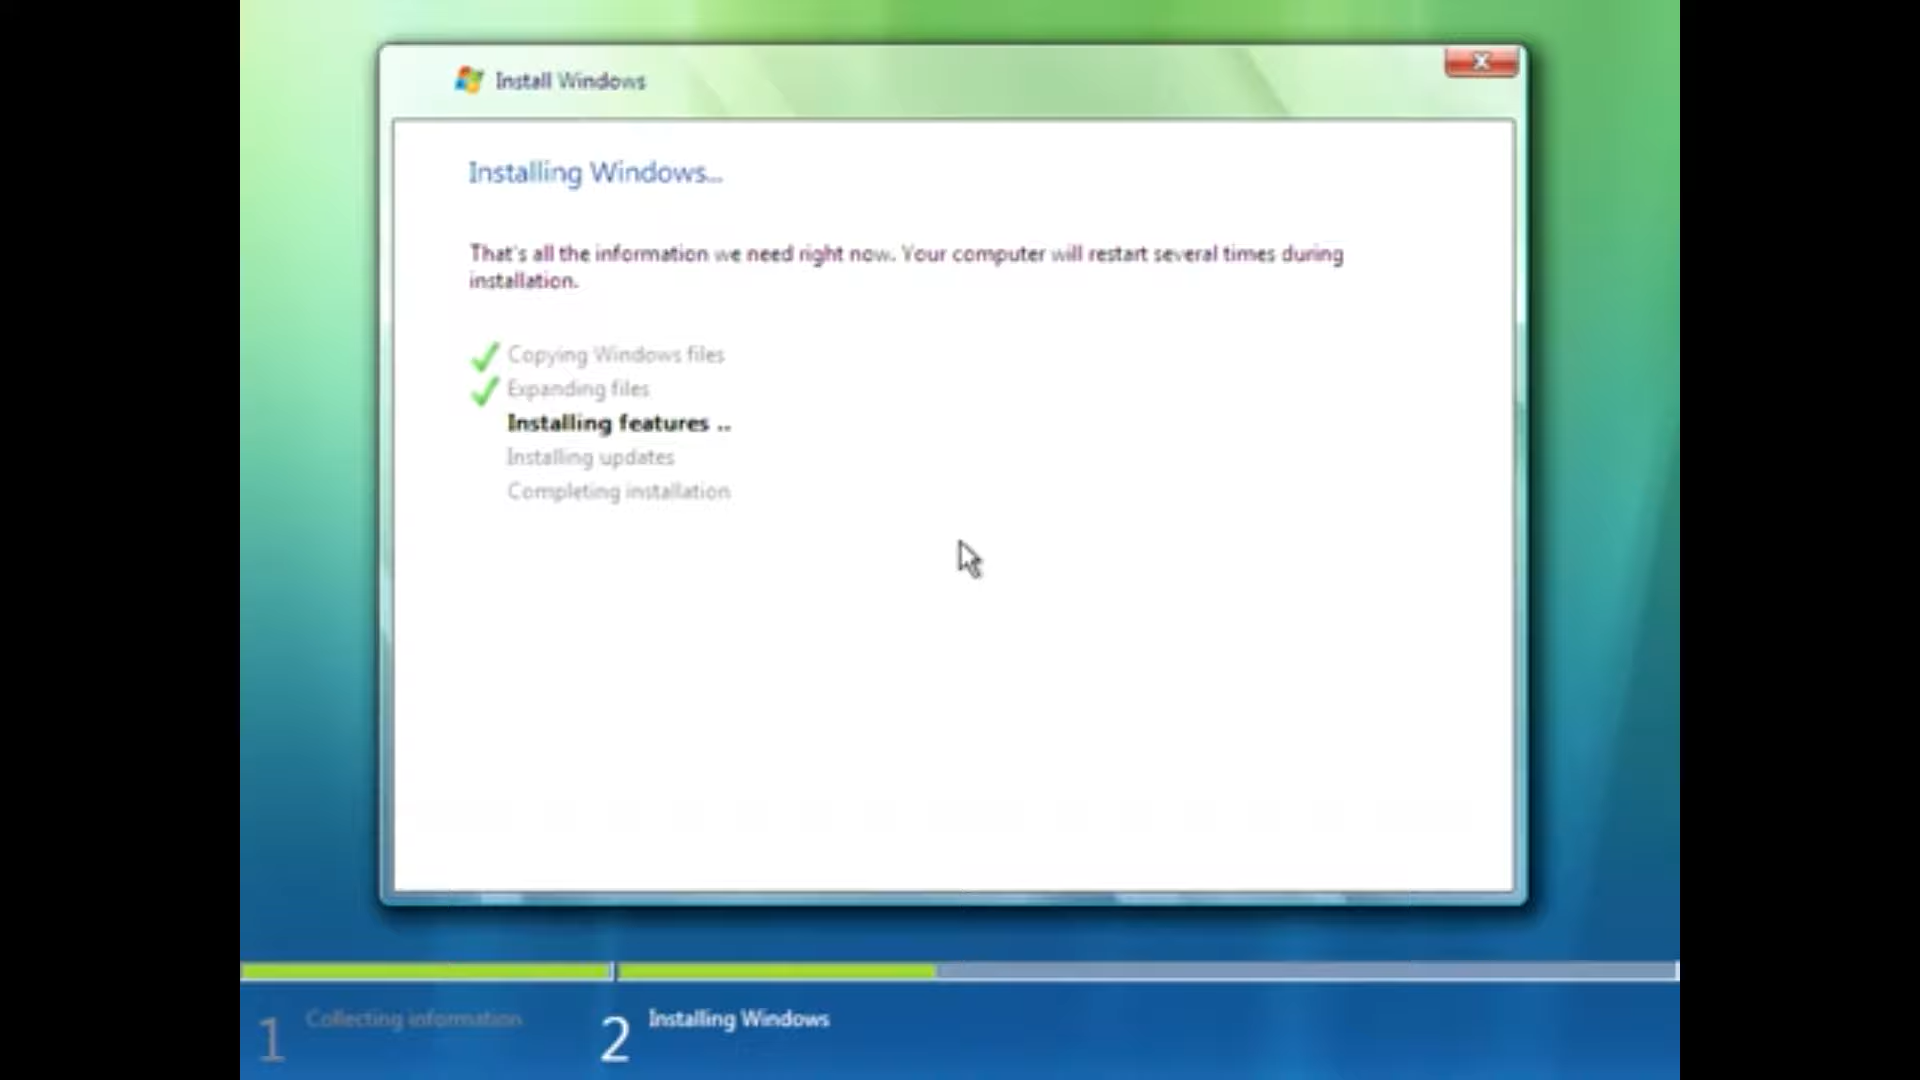 Install Windows
Installing Windows...
That's all the information we need right now. Your computer will restart several times during
installation.
Copying Windows files
Expanding files
Installing features ..
Installing updates
Completing installation
1 Collecting information
2 Installing Windows